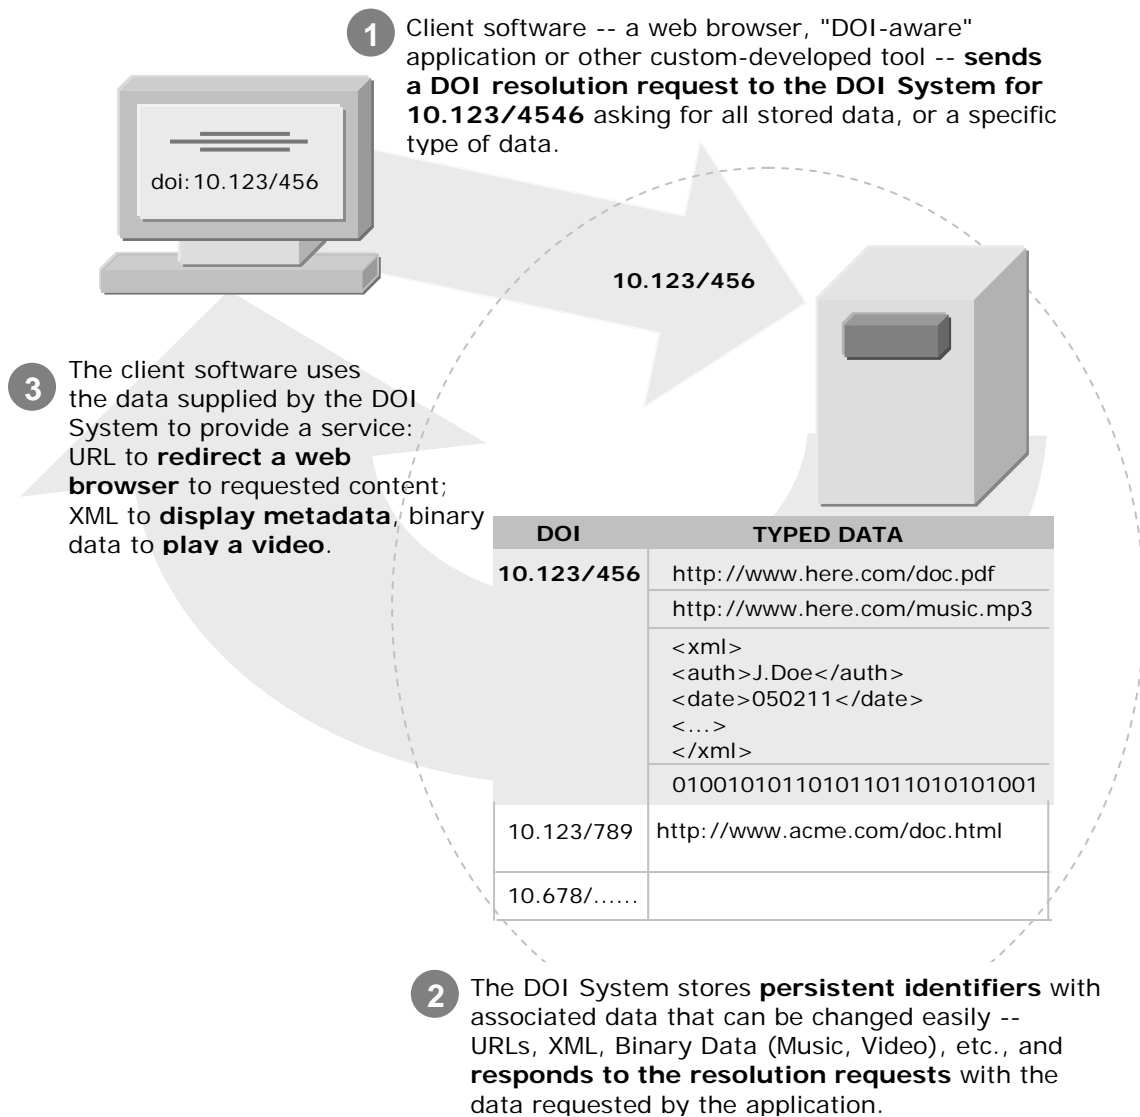 1
Client software -- a web browser, "DOI-aware"
application or other custom-developed tool -- sends
a DOI resolution request to the DOI System for
10.123/4546 asking for all stored data, or a specific
type of data.
doi:10.123/456
10.123/456
3
The client software uses
the data supplied by the DOI
System to provide a service:
URL to redirect a web
browser to requested content;
XML to display metadata, binary
data to play a video.
DOI TYPED DATA
10.123/456 http://www.here.com/doc.pdf
http://www.here.com/music.mp3
<xml>
<auth>J.Doe</auth>
<date>050211</date>
<...>
</xml>
0100101011010110110101010​01
10.123/789 http://www.acme.com/doc.html
10.678/......
2
The DOI System stores persistent identifiers with
associated data that can be changed easily --
URLs, XML, Binary Data (Music, Video), etc., and
responds to the resolution requests with the
data requested by the application.